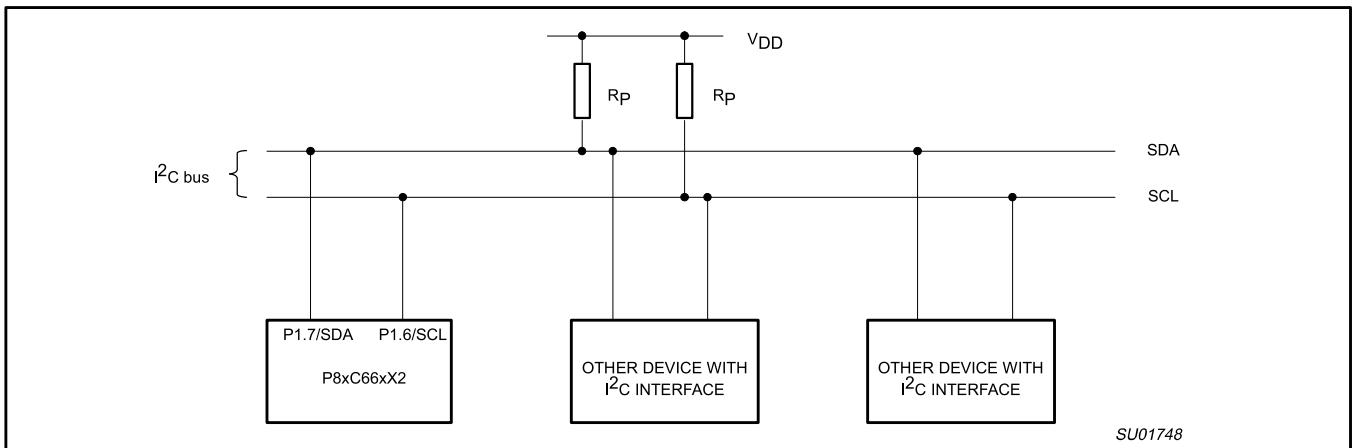 VDD
RP RP
SDA
I2C bus
SCL
P1.7/SDA P1.6/SCL
P8xC66xX2
OTHER DEVICE WITH
I2C INTERFACE
OTHER DEVICE WITH
I2C INTERFACE
SU01748